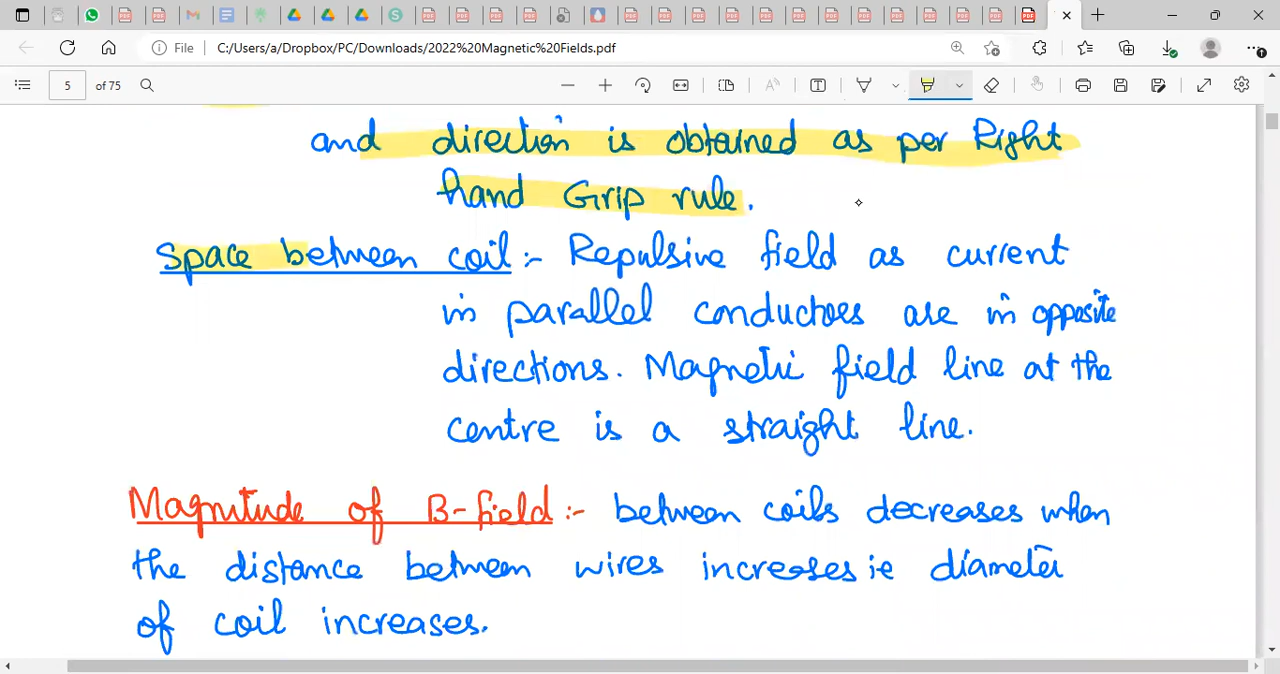 File
C:/Users/a/Dropbox/PC/Downloads/2022%20Magnetic%20Fields.pdf
5 of 75
and direction is obtained as per Right
hand Grip rule.
Space between coil :- Repulsive field as current
in parallel conductors are in opposite
directions. Magnetic field line at the
centre is a straight line.
Magnitude of B-field :- between coils decreases when
the distance between wires increases ie diameter
of coil increases.